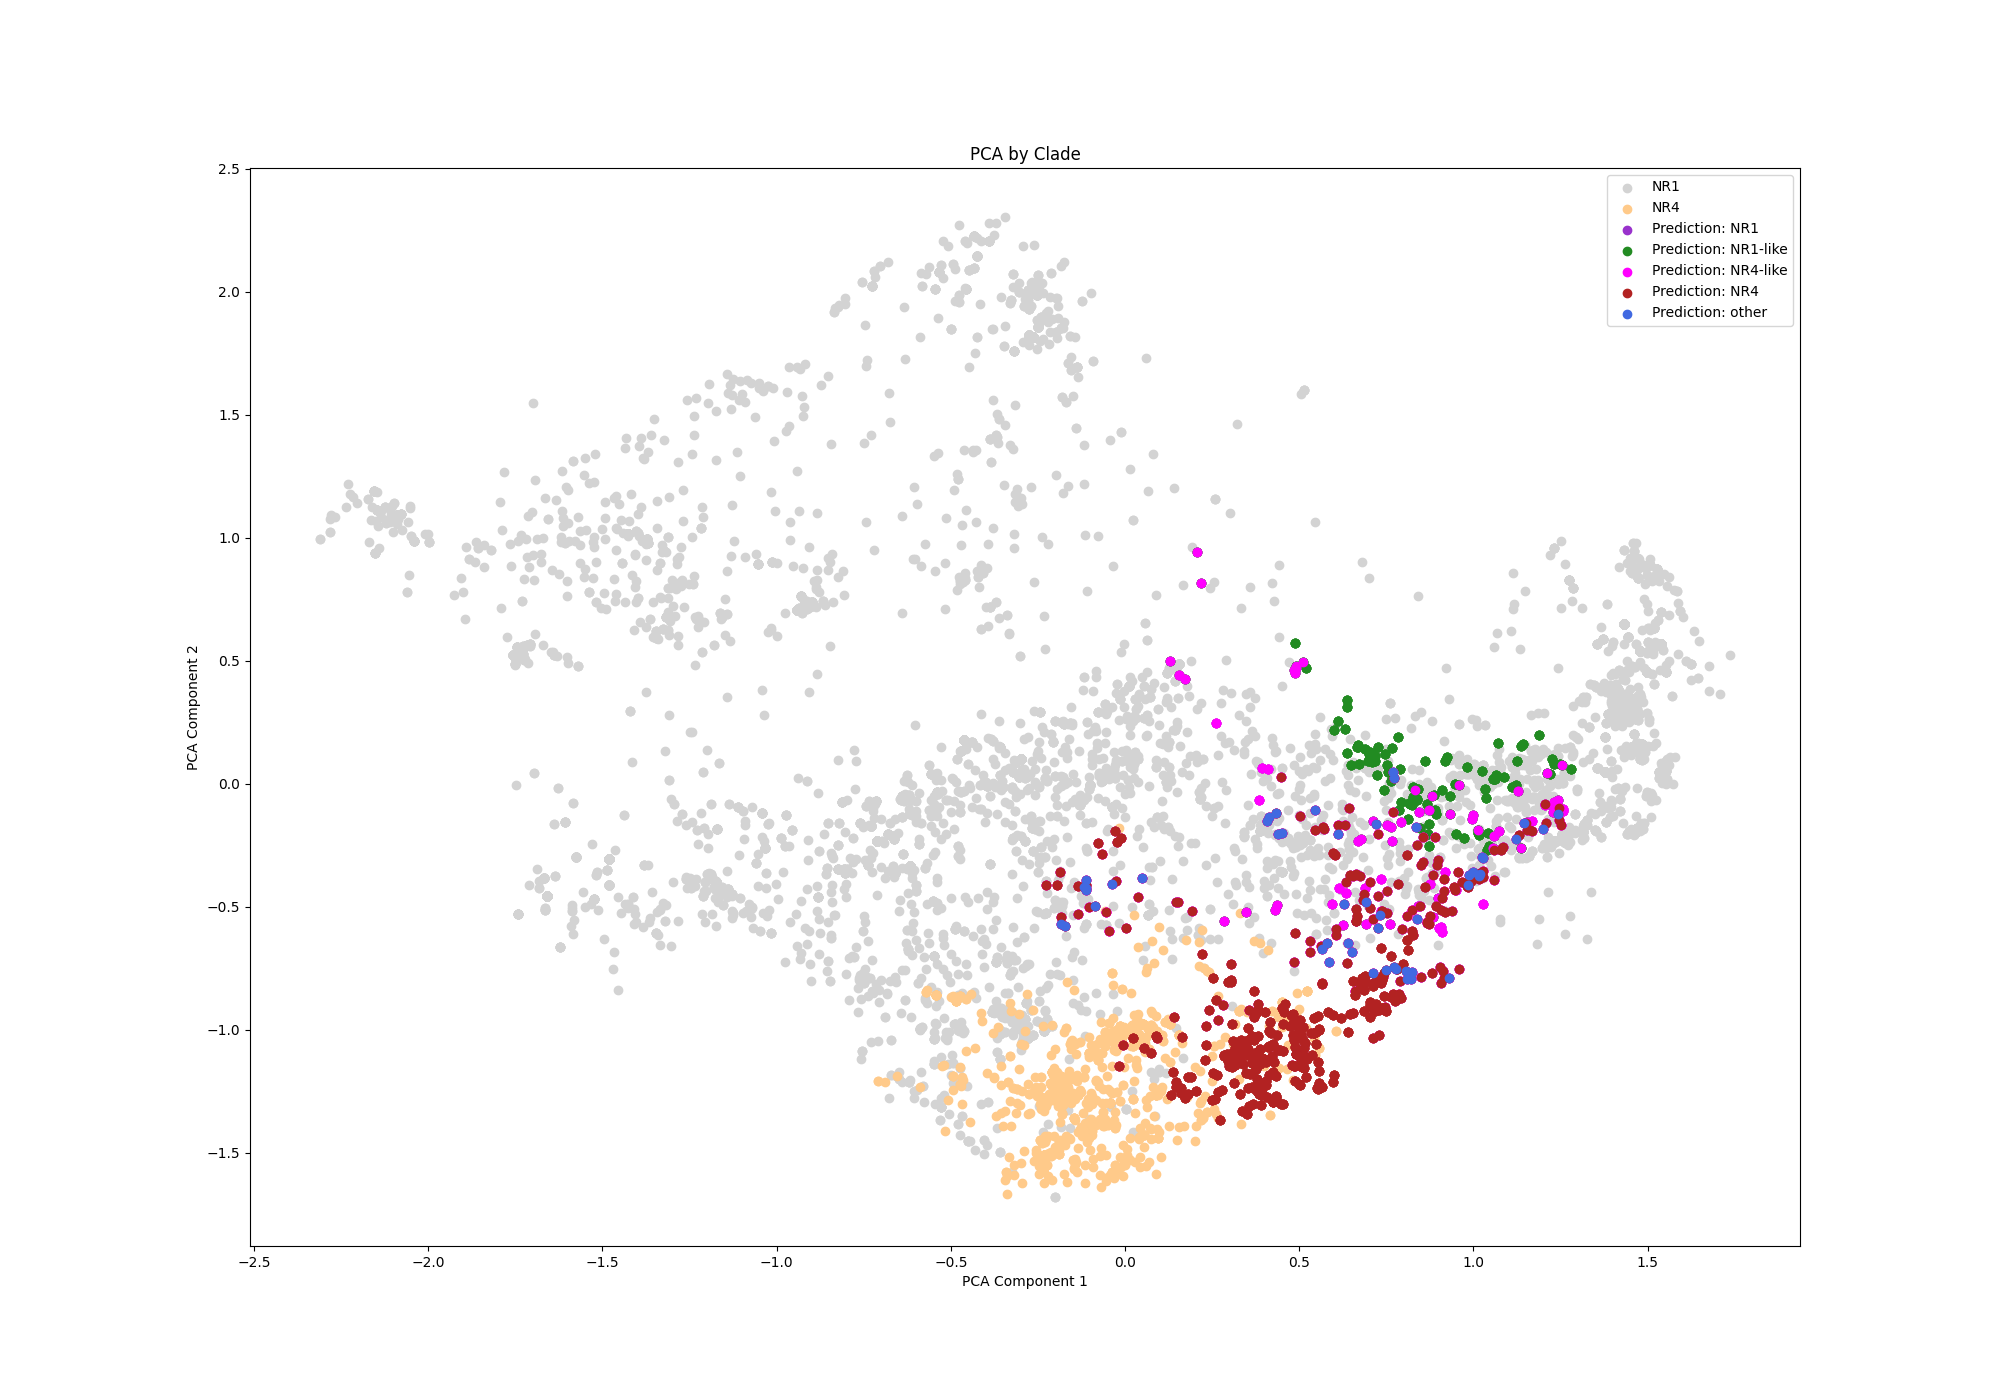 PCA by Clade
NR1
NR4
Prediction: NR1
Prediction: NR1-like
Prediction: NR4-like
Prediction: NR4
Prediction: other
2.5
2.0
1.5
1.0
0.5
0.0
−0.5
−1.0
−1.5
PCA Component 2
−2.5 −2.0 −1.5 −1.0 −0.5 0.0 0.5 1.0 1.5
PCA Component 1